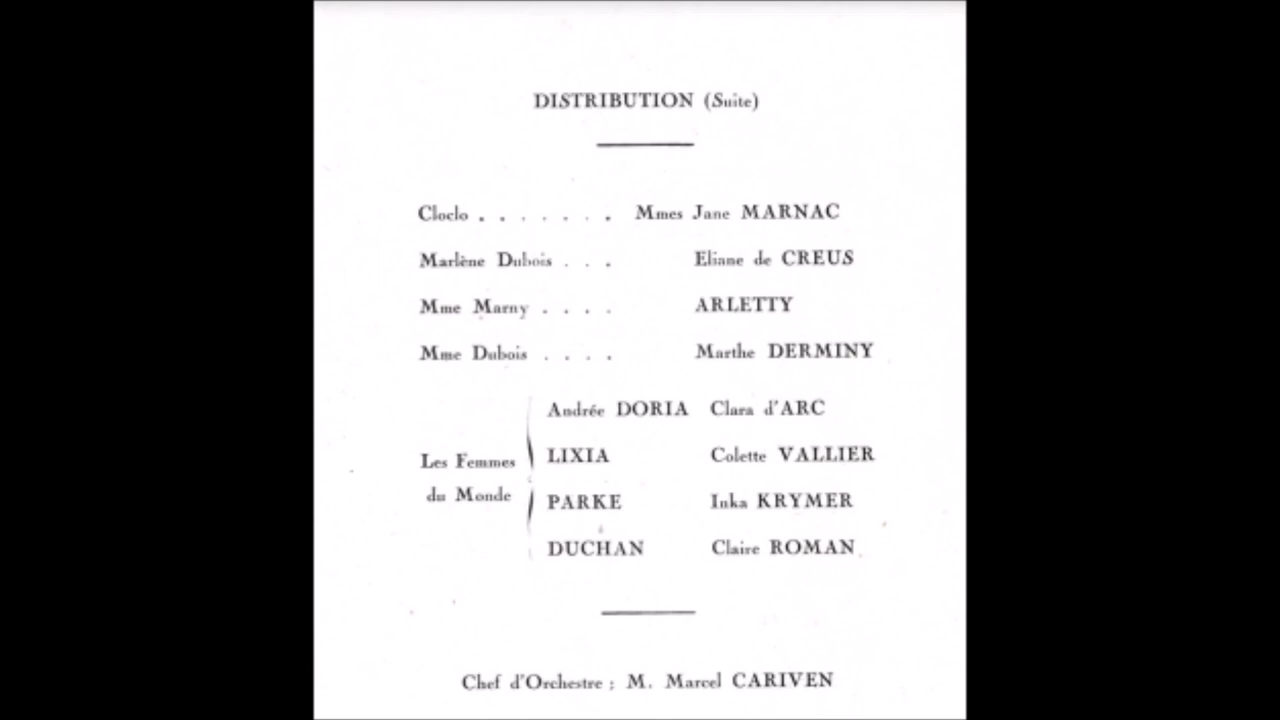 DISTRIBUTION (Suite)
Cloclo . . . . . . . Mmes Jane MARNAC
Marlène Dubois . . . Eliane de CREUS
Mme Marny . . . . ARLETTY
Mme Dubois . . . . Marthe DERMINY
Andrée DORIA Clara d'ARC
Les Femmes LIXIA Colette VALLIER
du Monde PARKE Inka KRYMER
DUCHAN Claire ROMAN
Chef d'Orchestre ; M. Marcel CARIVEN